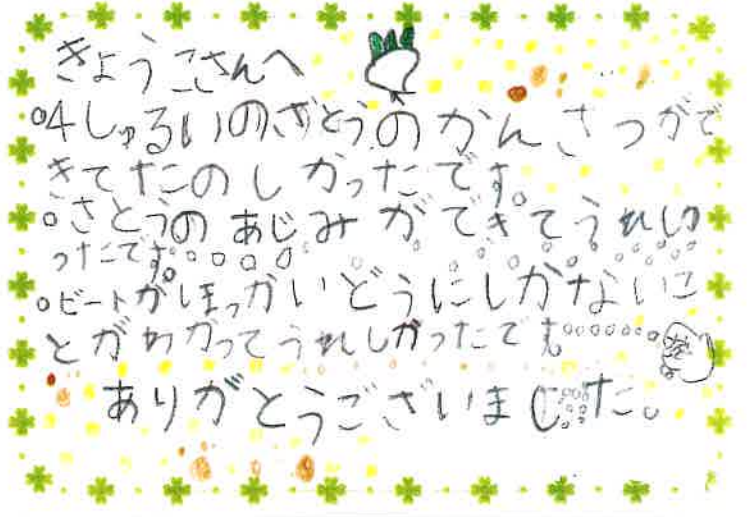 きょうこさんへ
○4しゅるいのざとうのかんさつがで
きてたのしかったです。
○さとうのあじみができてうれしか
ったです。
○ビートがほっかいどうにしかないこ
とがわかってうれしかったです
ありがとうございました。